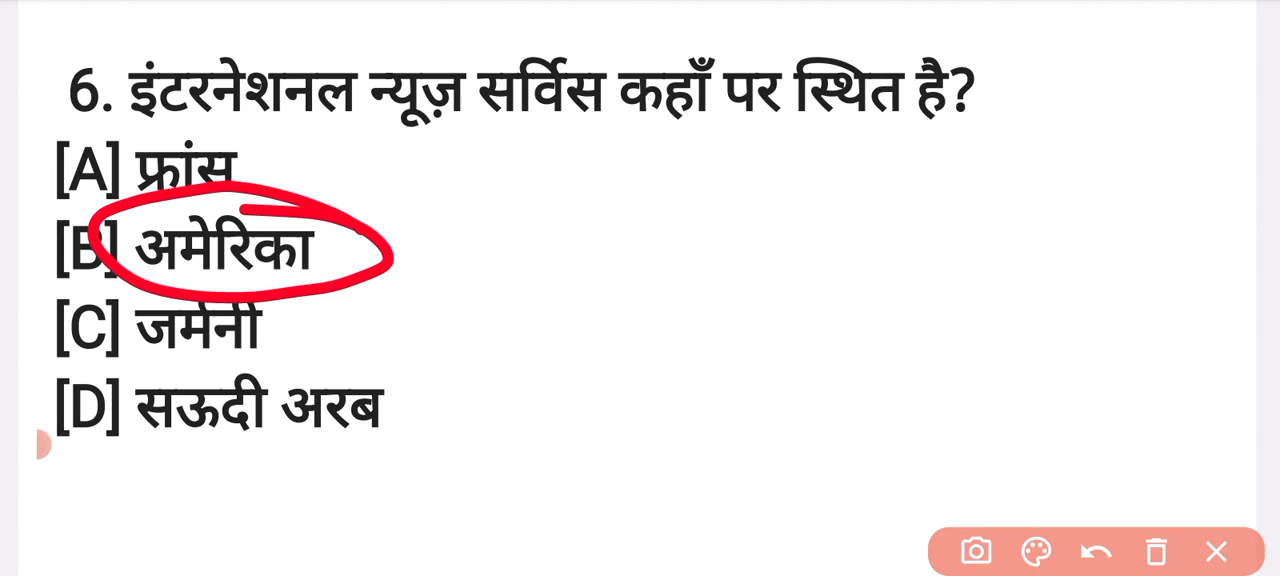 6. इंटरनेशनल न्यूज़ सर्विस कहाँ पर स्थित है?
[A] फ्रांस
[B] अमेरिका
[C] जर्मनी
[D] सऊदी अरब